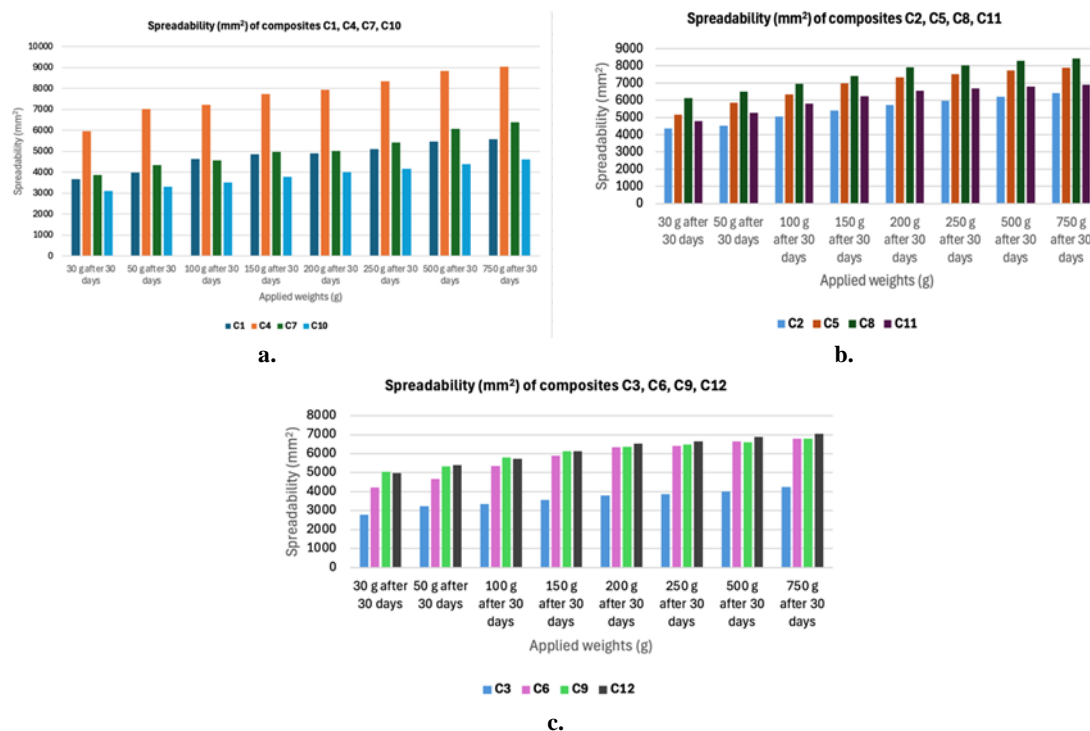 Spreadability (mm²) of composites C1, C4, C7, C10
10000
9000
8000
7000
6000
5000
4000
3000
2000
1000
0
Spreadability (mm²)
30 g after 30 days
50 g after 30 days
100 g after 30 days
150 g after 30 days
200 g after 30 days
250 g after 30 days
500 g after 30 days
750 g after 30 days
Applied weights (g)
C1 C4 C7 C10
a.
Spreadability (mm²) of composites C2, C5, C8, C11
9000
8000
7000
6000
5000
4000
3000
2000
1000
0
Spreadability (mm²)
30 g after 30 days
50 g after 30 days
100 g after 30 days
150 g after 30 days
200 g after 30 days
250 g after 30 days
500 g after 30 days
750 g after 30 days
Applied weights (g)
C2 C5 C8 C11
b.
Spreadability (mm²) of composites C3, C6, C9, C12
8000
7000
6000
5000
4000
3000
2000
1000
0
Spreadability (mm²)
30 g after 30 days
50 g after 30 days
100 g after 30 days
150 g after 30 days
200 g after 30 days
250 g after 30 days
500 g after 30 days
750 g after 30 days
Applied weights (g)
C3 C6 C9 C12
c.